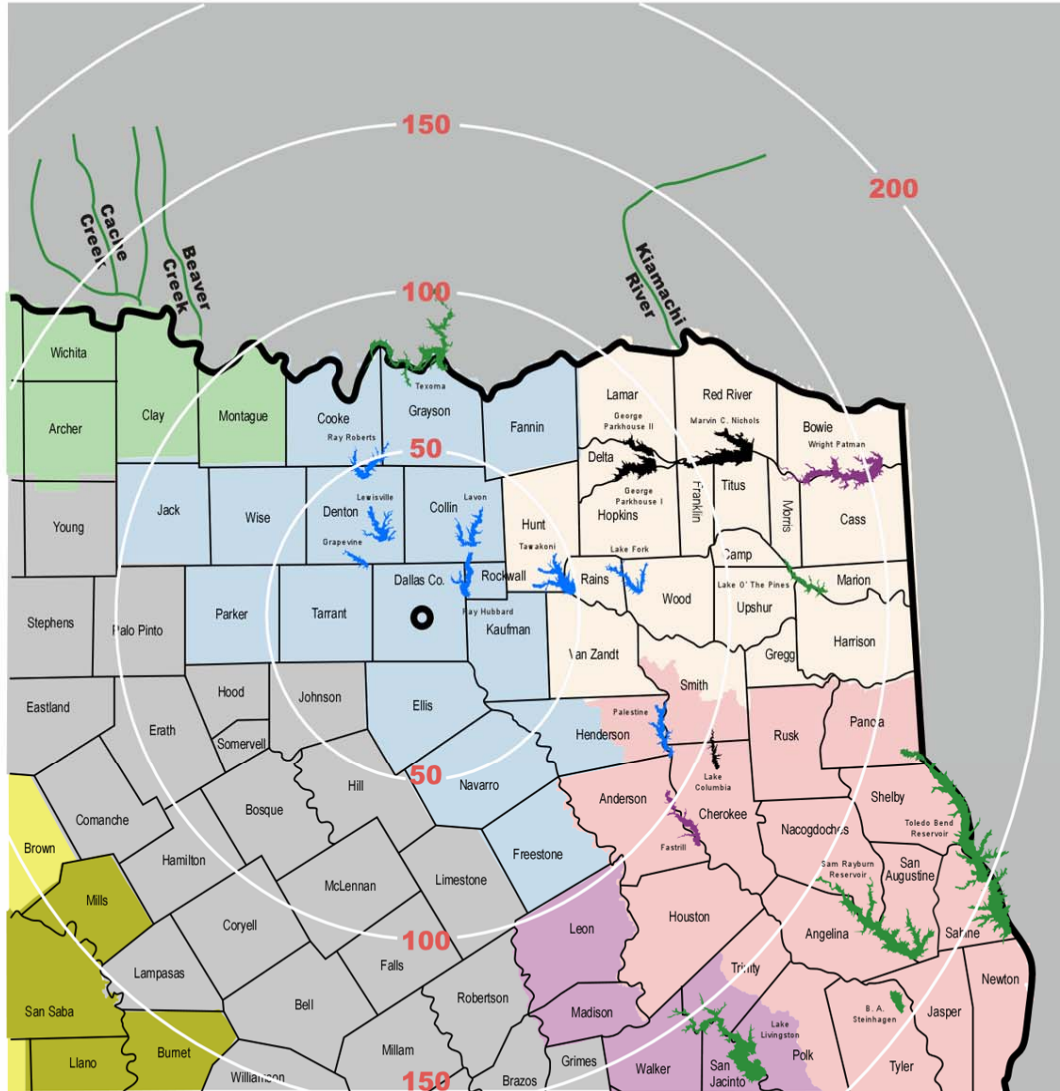 150
200
Cache
Creek
Beaver
Creek
Kiamachi
River
100
Wichita
Texoma
Lamar
Red River
Clay
Montague
Cooke
Grayson
Fannin
George
Parkhouse II
Marvin C. Nichols
Bowie
Archer
Ray Roberts
50
Delta
Wright Patman
Titus
Franklin
Morris
George
Parkhouse I
Hopkins
Young
Jack
Wise
Denton
Lewisville
Collin
Lavon
Hunt
Cass
Grapevine
Tawakoni
Lake Fork
Camp
Dallas Co.
Rockwall
Rains
Wood
Lake O' The Pines
Marion
Upshur
Stephens
Palo Pinto
Parker
Tarrant
Ray Hubbard
Kaufman
Harrison
Van Zandt
Gregg
Smith
Eastland
Hood
Johnson
Ellis
Palestine
Panola
Erath
Somervell
Henderson
Rusk
50
Navarro
Hill
Lake
Columbia
Comanche
Bosque
Anderson
Cherokee
Shelby
Toledo Bend
Reservoir
Nacogdoches
Brown
Hamilton
Freestone
Fastrill
Sam Rayburn
Reservoir
San
Augustine
Mills
McLennan
Limestone
Coryell
Leon
Houston
Angelina
Sabine
100
Lampasas
Falls
Trinity
Newton
San Saba
Bell
Robertson
Madison
B. A.
Steinhagen
Jasper
Lake
Livingston
Burnet
Llano
Milam
Grimes
Walker
Polk
San
Jacinto
Tyler
Williamson
150
Brazos